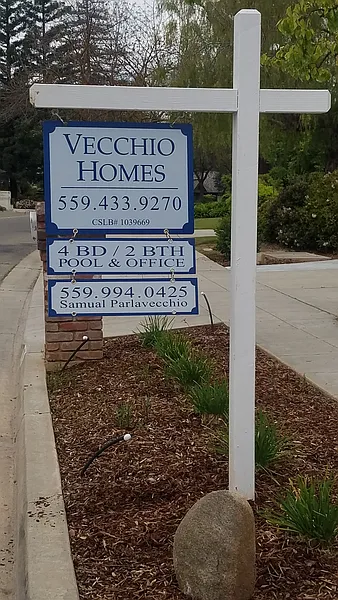 VECCHIO
HOMES
559.433.9270
CSLB# 1039669
4 BD / 2 BTH
POOL & OFFICE
559.994.0425
Samual Parlavecchio